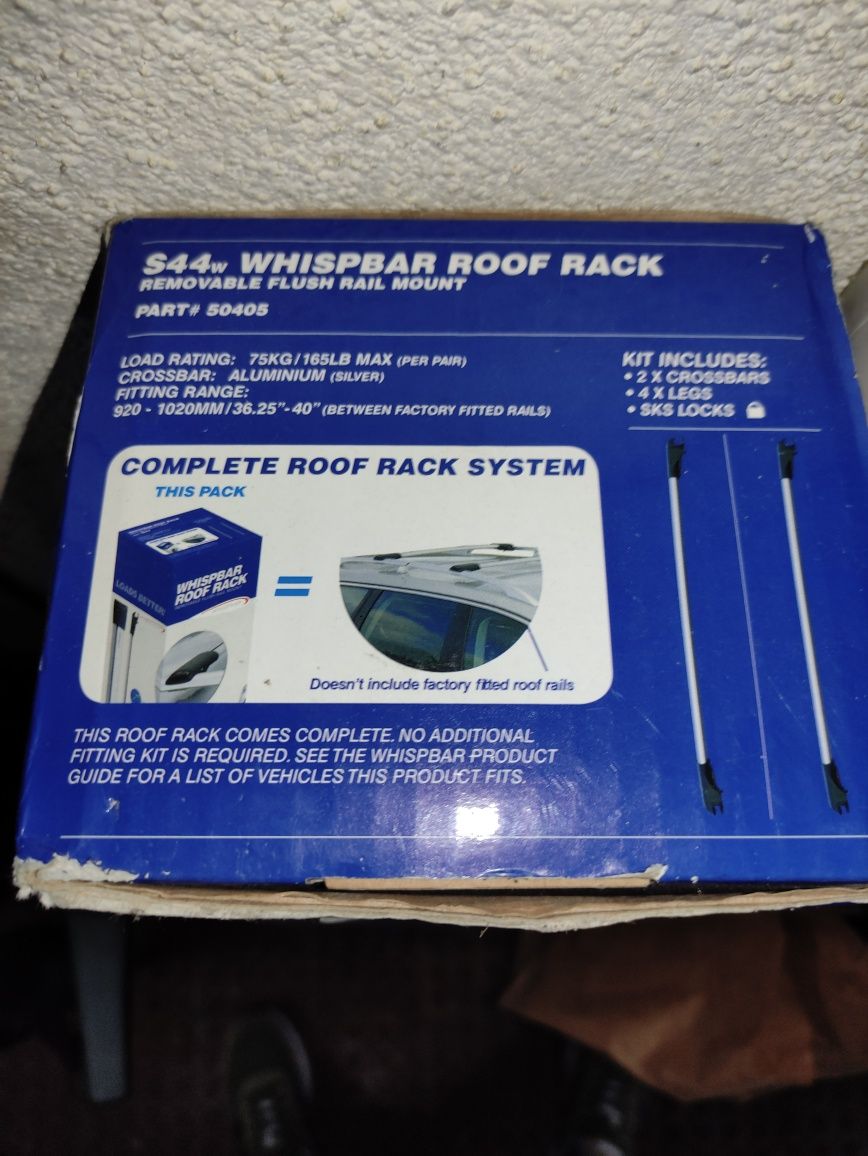 S44w WHISPBAR ROOF RACK
REMOVABLE FLUSH RAIL MOUNT
PART# 50405
LOAD RATING: 75KG/165LB MAX (PER PAIR)
CROSSBAR: ALUMINIUM (SILVER)
FITTING RANGE:
920 - 1020MM/36.25"-40" (BETWEEN FACTORY FITTED RAILS)
KIT INCLUDES:
• 2 X CROSSBARS
• 4 X LEGS
• SKS LOCKS
COMPLETE ROOF RACK SYSTEM
THIS PACK
WHISPBAR
ROOF RACK
LOADS BETTER!
=
Doesn't include factory fitted roof rails
THIS ROOF RACK COMES COMPLETE. NO ADDITIONAL
FITTING KIT IS REQUIRED. SEE THE WHISPBAR PRODUCT
GUIDE FOR A LIST OF VEHICLES THIS PRODUCT FITS.